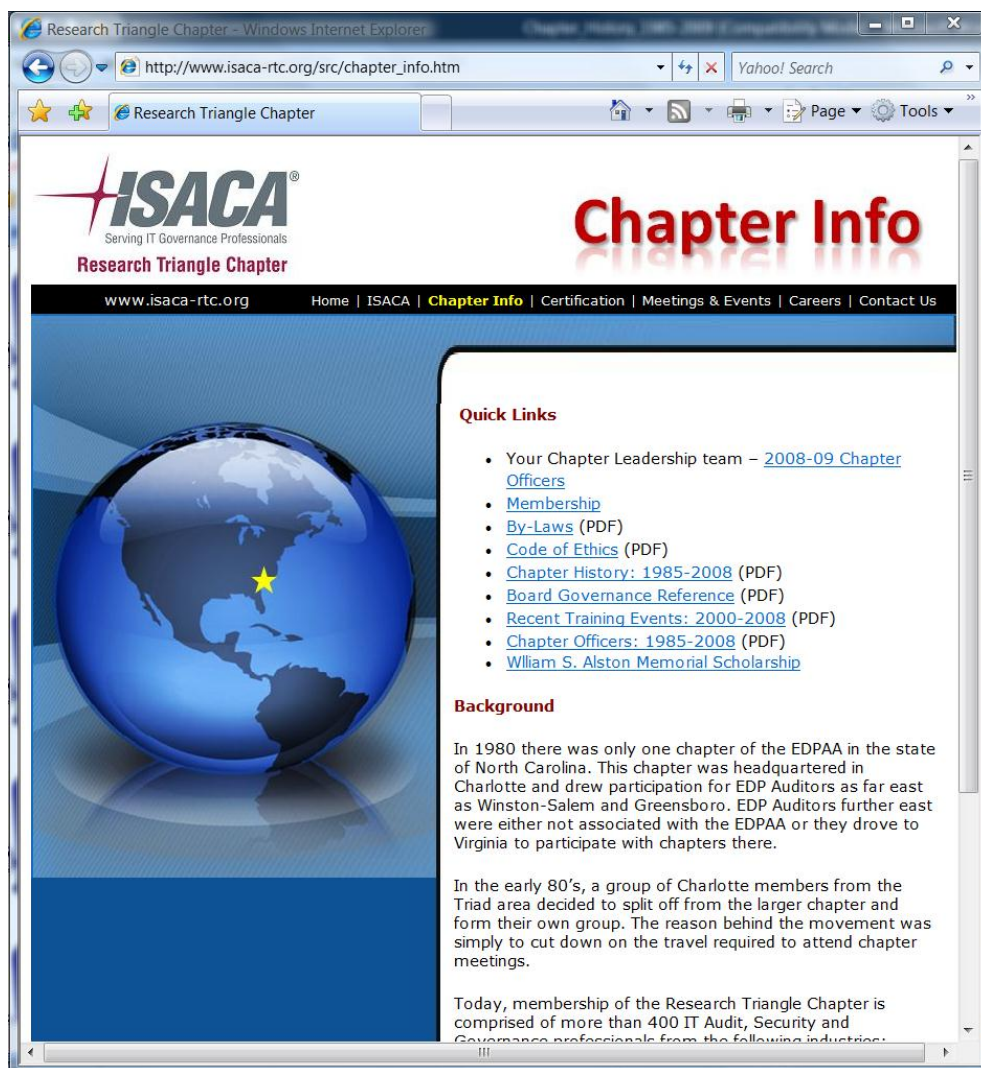 Research Triangle Chapter - Windows Internet Explorer
http://www.isaca-rtc.org/src/chapter_info.htm
Yahoo! Search
Research Triangle Chapter
Page
Tools
ISACA®
Serving IT Governance Professionals
Research Triangle Chapter
Chapter Info
www.isaca-rtc.org
Home | ISACA | Chapter Info | Certification | Meetings & Events | Careers | Contact Us
Quick Links
• Your Chapter Leadership team – 2008-09 Chapter
Officers
• Membership
• By-Laws (PDF)
• Code of Ethics (PDF)
• Chapter History: 1985-2008 (PDF)
• Board Governance Reference (PDF)
• Recent Training Events: 2000-2008 (PDF)
• Chapter Officers: 1985-2008 (PDF)
• Wlliam S. Alston Memorial Scholarship
Background
In 1980 there was only one chapter of the EDPAA in the state
of North Carolina. This chapter was headquartered in
Charlotte and drew participation for EDP Auditors as far east
as Winston-Salem and Greensboro. EDP Auditors further east
were either not associated with the EDPAA or they drove to
Virginia to participate with chapters there.
In the early 80's, a group of Charlotte members from the
Triad area decided to split off from the larger chapter and
form their own group. The reason behind the movement was
simply to cut down on the travel required to attend chapter
meetings.
Today, membership of the Research Triangle Chapter is
comprised of more than 400 IT Audit, Security and
Governance professionals from the following industries: